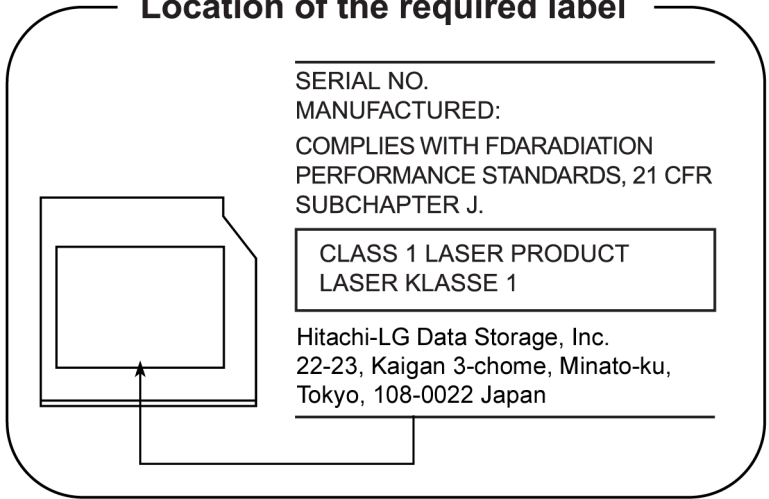 Location of the required label
SERIAL NO.
MANUFACTURED:
COMPLIES WITH FDARADIATION
PERFORMANCE STANDARDS, 21 CFR
SUBCHAPTER J.
CLASS 1 LASER PRODUCT
LASER KLASSE 1
Hitachi-LG Data Storage, Inc.
22-23, Kaigan 3-chome, Minato-ku,
Tokyo, 108-0022 Japan